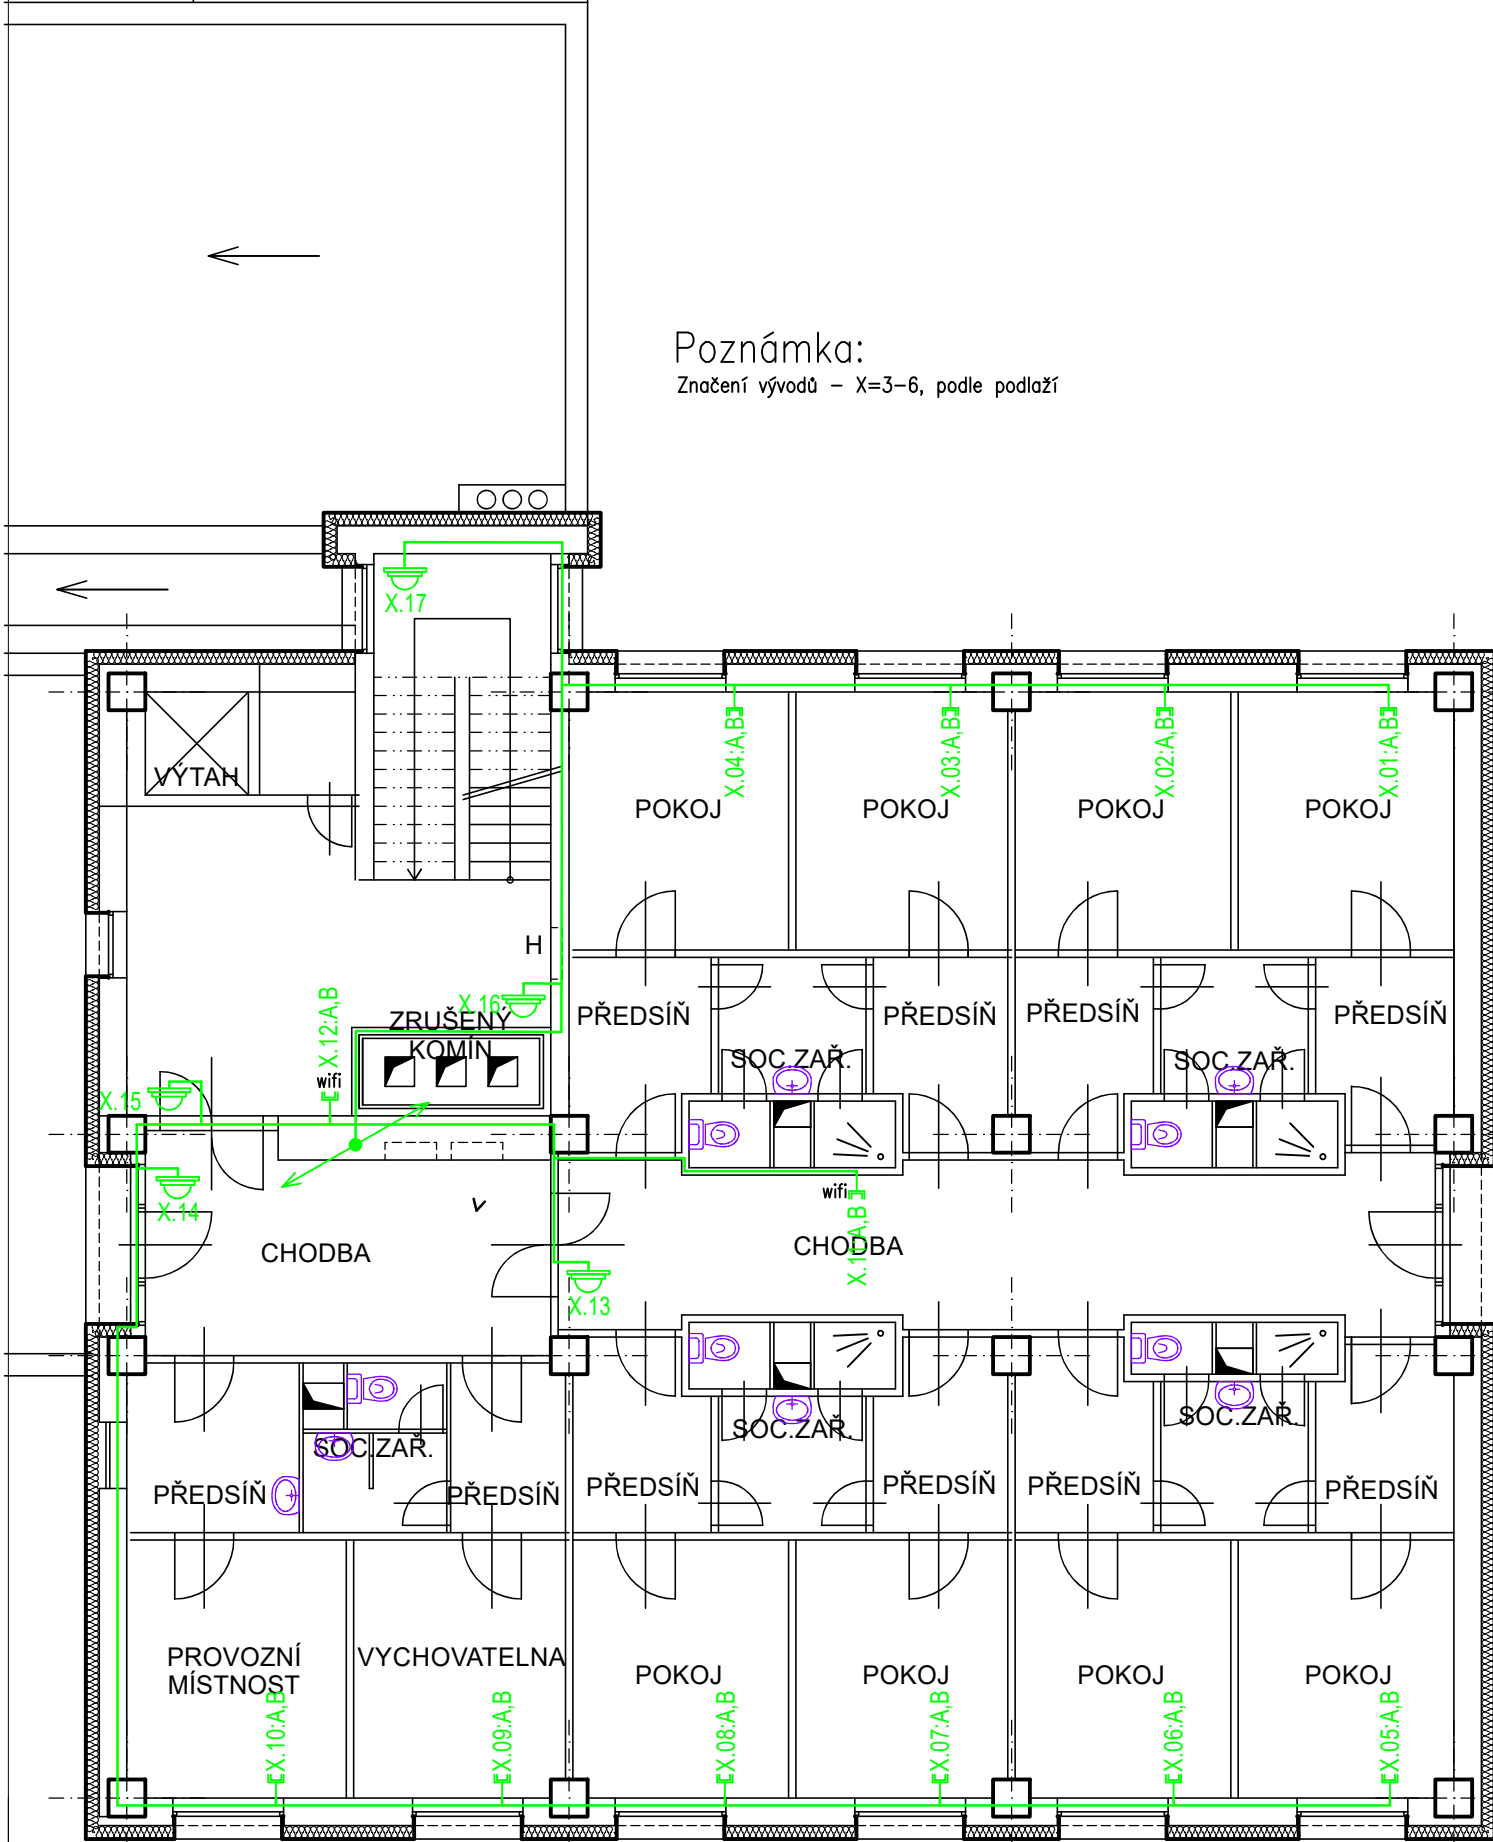 Poznámka:
Značení vývodů – X=3–6, podle podlaží
X.17
VÝTAH
X.04:A,B
X.03:A,B
X.02:A,B
X.01:A,B
POKOJ
POKOJ
POKOJ
POKOJ
H
X.12:A,B
wifi
X.16
ZRUŠENÝ
KOMÍN
PŘEDSÍŇ
PŘEDSÍŇ
PŘEDSÍŇ
PŘEDSÍŇ
SOC.ZAŘ.
SOC.ZAŘ.
X.15
X.14
V
CHODBA
wifi
X.11:A,B
CHODBA
X.13
SOC.ZAŘ.
SOC.ZAŘ.
SOC.ZAŘ.
PŘEDSÍŇ
PŘEDSÍŇ
PŘEDSÍŇ
PŘEDSÍŇ
PŘEDSÍŇ
PŘEDSÍŇ
PROVOZNÍ
MÍSTNOST
VYCHOVATELNA
POKOJ
POKOJ
POKOJ
POKOJ
X.10:A,B
X.09:A,B
X.08:A,B
X.07:A,B
X.06:A,B
X.05:A,B